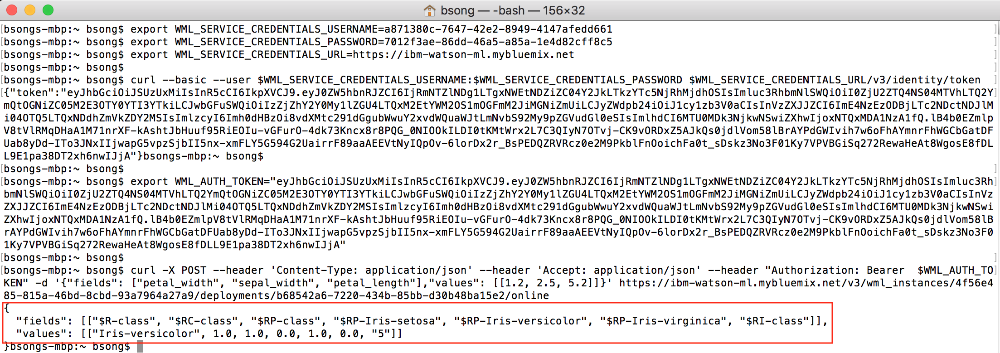 bsong — -bash — 156×32
bsongs-mbp:~ bsong$ export WML_SERVICE_CREDENTIALS_USERNAME=a871380c-7647-42e2-8949-4147afedd661
bsongs-mbp:~ bsong$ export WML_SERVICE_CREDENTIALS_PASSWORD=7012f3ae-86dd-46a5-a85a-1e4d82cff8c5
bsongs-mbp:~ bsong$ export WML_SERVICE_CREDENTIALS_URL=https://ibm-watson-ml.mybluemix.net
bsongs-mbp:~ bsong$
bsongs-mbp:~ bsong$ curl --basic --user $WML_SERVICE_CREDENTIALS_USERNAME:$WML_SERVICE_CREDENTIALS_PASSWORD $WML_SERVICE_CREDENTIALS_URL/v3/identity/token
{"token":"eyJhbGciOiJSUzUxMiIsInR5cCI6IkpXVCJ9.eyJ0ZW5hbnRJZCI6IjRmNTZlNDg1LTgxNWEtNDZiZC04Y2JkLTkzYTc5NjRhMjdhOSIsImluc3RhbmNlSWQiOiI0ZjU2ZTQ4NS04MTVhLTQ2Y
mQtOGNiZC05M2E3OTY0YTI3YTkiLCJwbGFuSWQiOiIzZjZhY2Y0My1lZGU4LTQxM2EtYWM2OS1mOGFmM2JiMGNiZmUiLCJyZWdpb24iOiJ1cy1zb3V0aCIsInVzZXJJZCI6ImE4NzEzODBjLTc2NDctNDJlM
i04OTQ5LTQxNDdhZmVkZDY2MSIsImlzcyI6Imh0dHBzOi8vdXMtc291dGgubWwuY2xvdWQuaWJtLmNvbS92My9pZGVudGl0eSIsImlhdCI6MTU0MDk3NjkwNSwiZXhwIjoxNTQxMDA1NzA1fQ.lB4b0EZmlp
V8tVlRMqDHaA1M71nrXF-kAshtJbHuuf95RiEOIu-vGFurO-4dk73Kncx8r8PQG_0NIOOkILDI0tKMtWrx2L7C3QIyN7OTvj-CK9vORDxZ5AJkQs0jdlVom58lBrAYPdGWIvih7w6oFhAYmnrFhWGCbGatDF
Uab8yDd-ITo3JNxIIjwapG5vpzSjbII5nx-xmFLY5G594G2UairrF89aaAEEVtNyIQpOv-6lorDx2r_BsPEDQZRVRcz0e2M9PkblFnOoichFa0t_sDskz3No3F01Ky7VPVBGiSq272RewaHeAt8WgosE8fDL
L9E1pa38DT2xh6nwIJjA"}bsongs-mbp:~ bsong$
bsongs-mbp:~ bsong$
bsongs-mbp:~ bsong$ export WML_AUTH_TOKEN="eyJhbGciOiJSUzUxMiIsInR5cCI6IkpXVCJ9.eyJ0ZW5hbnRJZCI6IjRmNTZlNDg1LTgxNWEtNDZiZC04Y2JkLTkzYTc5NjRhMjdhOSIsImluc3Rh
bmNlSWQiOiI0ZjU2ZTQ4NS04MTVhLTQ2YmQtOGNiZC05M2E3OTY0YTI3YTkiLCJwbGFuSWQiOiIzZjZhY2Y0My1lZGU4LTQxM2EtYWM2OS1mOGFmM2JiMGNiZmUiLCJyZWdpb24iOiJ1cy1zb3V0aCIsInVz
ZXJJZCI6ImE4NzEzODBjLTc2NDctNDJlMi04OTQ5LTQxNDdhZmVkZDY2MSIsImlzcyI6Imh0dHBzOi8vdXMtc291dGgubWwuY2xvdWQuaWJtLmNvbS92My9pZGVudGl0eSIsImlhdCI6MTU0MDk3NjkwNSwi
ZXhwIjoxNTQxMDA1NzA1fQ.lB4b0EZmlpV8tVlRMqDHaA1M71nrXF-kAshtJbHuuf95RiEOIu-vGFurO-4dk73Kncx8r8PQG_0NIOOkILDI0tKMtWrx2L7C3QIyN7OTvj-CK9vORDxZ5AJkQs0jdlVom58lB
rAYPdGWIvih7w6oFhAYmnrFhWGCbGatDFUab8yDd-ITo3JNxIIjwapG5vpzSjbII5nx-xmFLY5G594G2UairrF89aaAEEVtNyIQpOv-6lorDx2r_BsPEDQZRVRcz0e2M9PkblFnOoichFa0t_sDskz3No3F0
1Ky7VPVBGiSq272RewaHeAt8WgosE8fDLL9E1pa38DT2xh6nwIJjA"
bsongs-mbp:~ bsong$
bsongs-mbp:~ bsong$ curl -X POST --header 'Content-Type: application/json' --header 'Accept: application/json' --header "Authorization: Bearer  $WML_AUTH_TO
KEN" -d '{"fields": ["petal_width", "sepal_width", "petal_length"],"values": [[1.2, 2.5, 5.2]]}' https://ibm-watson-ml.mybluemix.net/v3/wml_instances/4f56e4
85-815a-46bd-8cbd-93a7964a27a9/deployments/b68542a6-7220-434b-85bb-d30b48ba15e2/online
{
  "fields": [["$R-class", "$RC-class", "$RP-class", "$RP-Iris-setosa", "$RP-Iris-versicolor", "$RP-Iris-virginica", "$RI-class"]],
  "values": [["Iris-versicolor", 1.0, 1.0, 0.0, 1.0, 0.0, "5"]]
}bsongs-mbp:~ bsong$